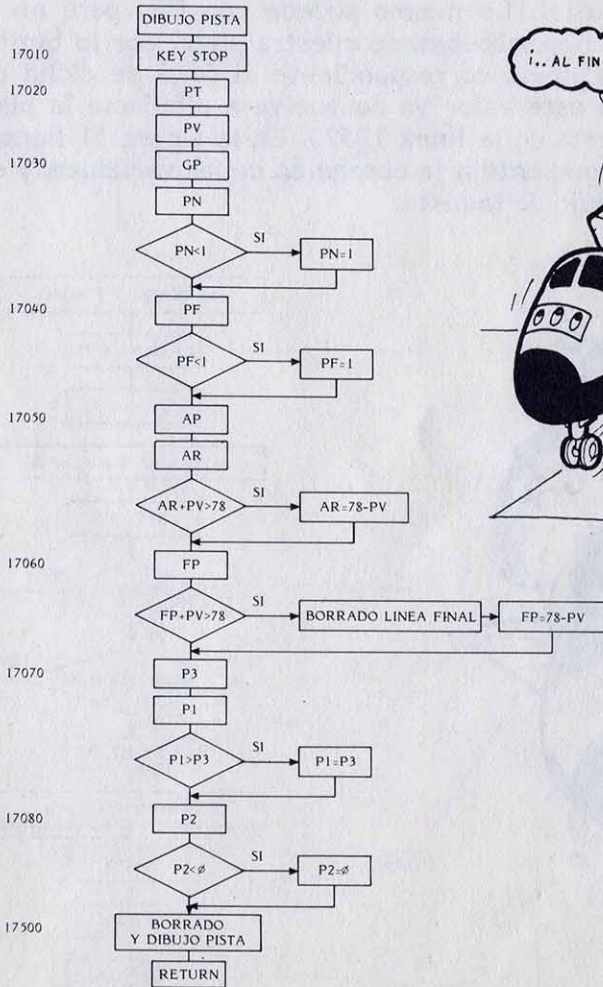 DIBUJO PISTA
17010
KEY STOP
¡.. AL FIN
17020
PT
PV
17030
GP
PN
PN<1
SI
PN=1
17040
PF
PF<1
SI
PF=1
17050
AP
AR
AR+PV>78
SI
AR=78-PV
17060
FP
FP+PV>78
SI
BORRADO LINEA FINAL
FP=78-PV
17070
P3
P1
P1>P3
SI
P1=P3
17080
P2
P2<Ø
SI
P2=Ø
17500
BORRADO
Y DIBUJO PISTA
RETURN